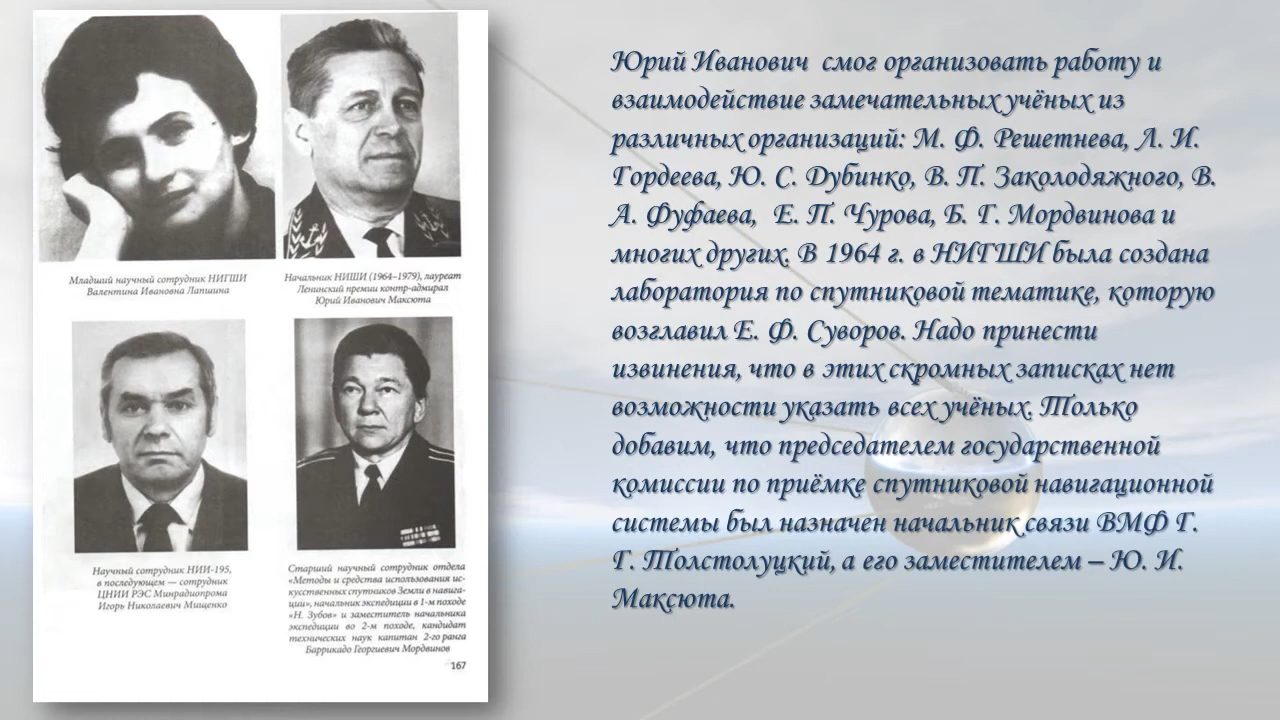 Младший научный сотрудник НИГШИ
Валентина Ивановна Лапшина
Начальник НИШИ (1964–1979), лауреат
Ленинский премии контр-адмирал
Юрий Иванович Максюта
Научный сотрудник НИИ-195,
в последующем — сотрудник
ЦНИИ РЭС Минрадиопрома
Игорь Николаевич Мищенко
Старший научный сотрудник отдела
«Методы и средства использования ис-
кусственных спутников Земли в навига-
ции», начальник экспедиции в 1-м походе
«Н. Зубов» и заместитель начальника
экспедиции во 2-м походе, кандидат
технических наук капитан 2-го ранга
Баррикадо Георгиевич Мордвинов
167
Юрий Иванович смог организовать работу и
взаимодействие замечательных учёных из
различных организаций: М. Ф. Решетнева, Л. И.
Гордеева, Ю. С. Дубинко, В. П. Заколодяжного, В.
А. Фуфаева, Е. П. Чурова, Б. Г. Мордвинова и
многих других. В 1964 г. в НИГШИ была создана
лаборатория по спутниковой тематике, которую
возглавил Е. Ф. Суворов. Надо принести
извинения, что в этих скромных записках нет
возможности указать всех учёных. Только
добавим, что председателем государственной
комиссии по приёмке спутниковой навигационной
системы был назначен начальник связи ВМФ Г.
Г. Толстолуцкий, а его заместителем – Ю. И.
Максюта.